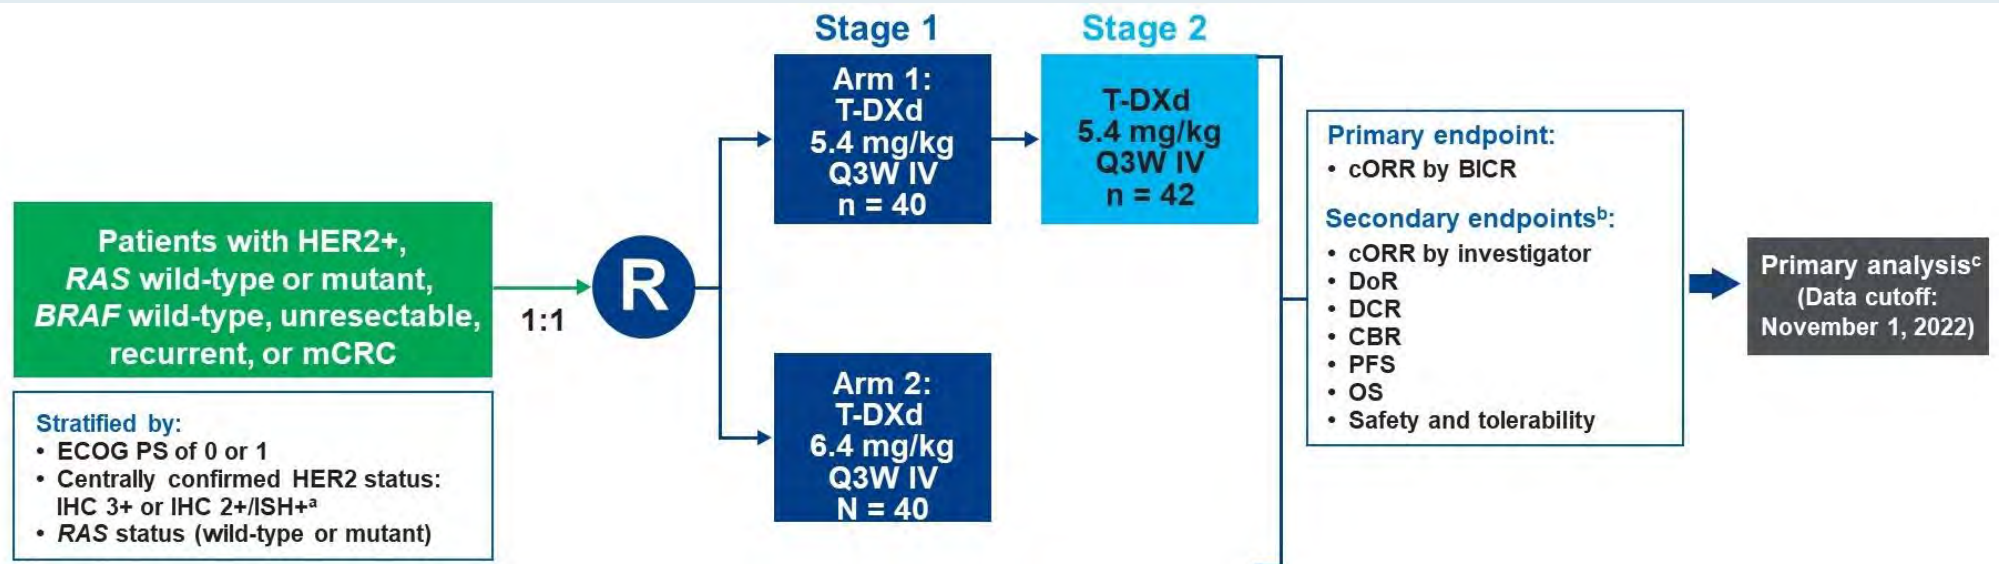 Stage 1
Stage 2
Arm 1:
T-DXd
5.4 mg/kg
Q3W IV
n = 40
T-DXd
5.4 mg/kg
Q3W IV
n = 42
Patients with HER2+,
RAS wild-type or mutant,
BRAF wild-type, unresectable,
recurrent, or mCRC
1:1
R
Stratified by:
• ECOG PS of 0 or 1
• Centrally confirmed HER2 status:
IHC 3+ or IHC 2+/ISH+ᵃ
• RAS status (wild-type or mutant)
Arm 2:
T-DXd
6.4 mg/kg
Q3W IV
N = 40
Primary endpoint:
• cORR by BICR
Secondary endpointsᵇ:
• cORR by investigator
• DoR
• DCR
• CBR
• PFS
• OS
• Safety and tolerability
Primary analysisᶜ
(Data cutoff:
November 1, 2022)